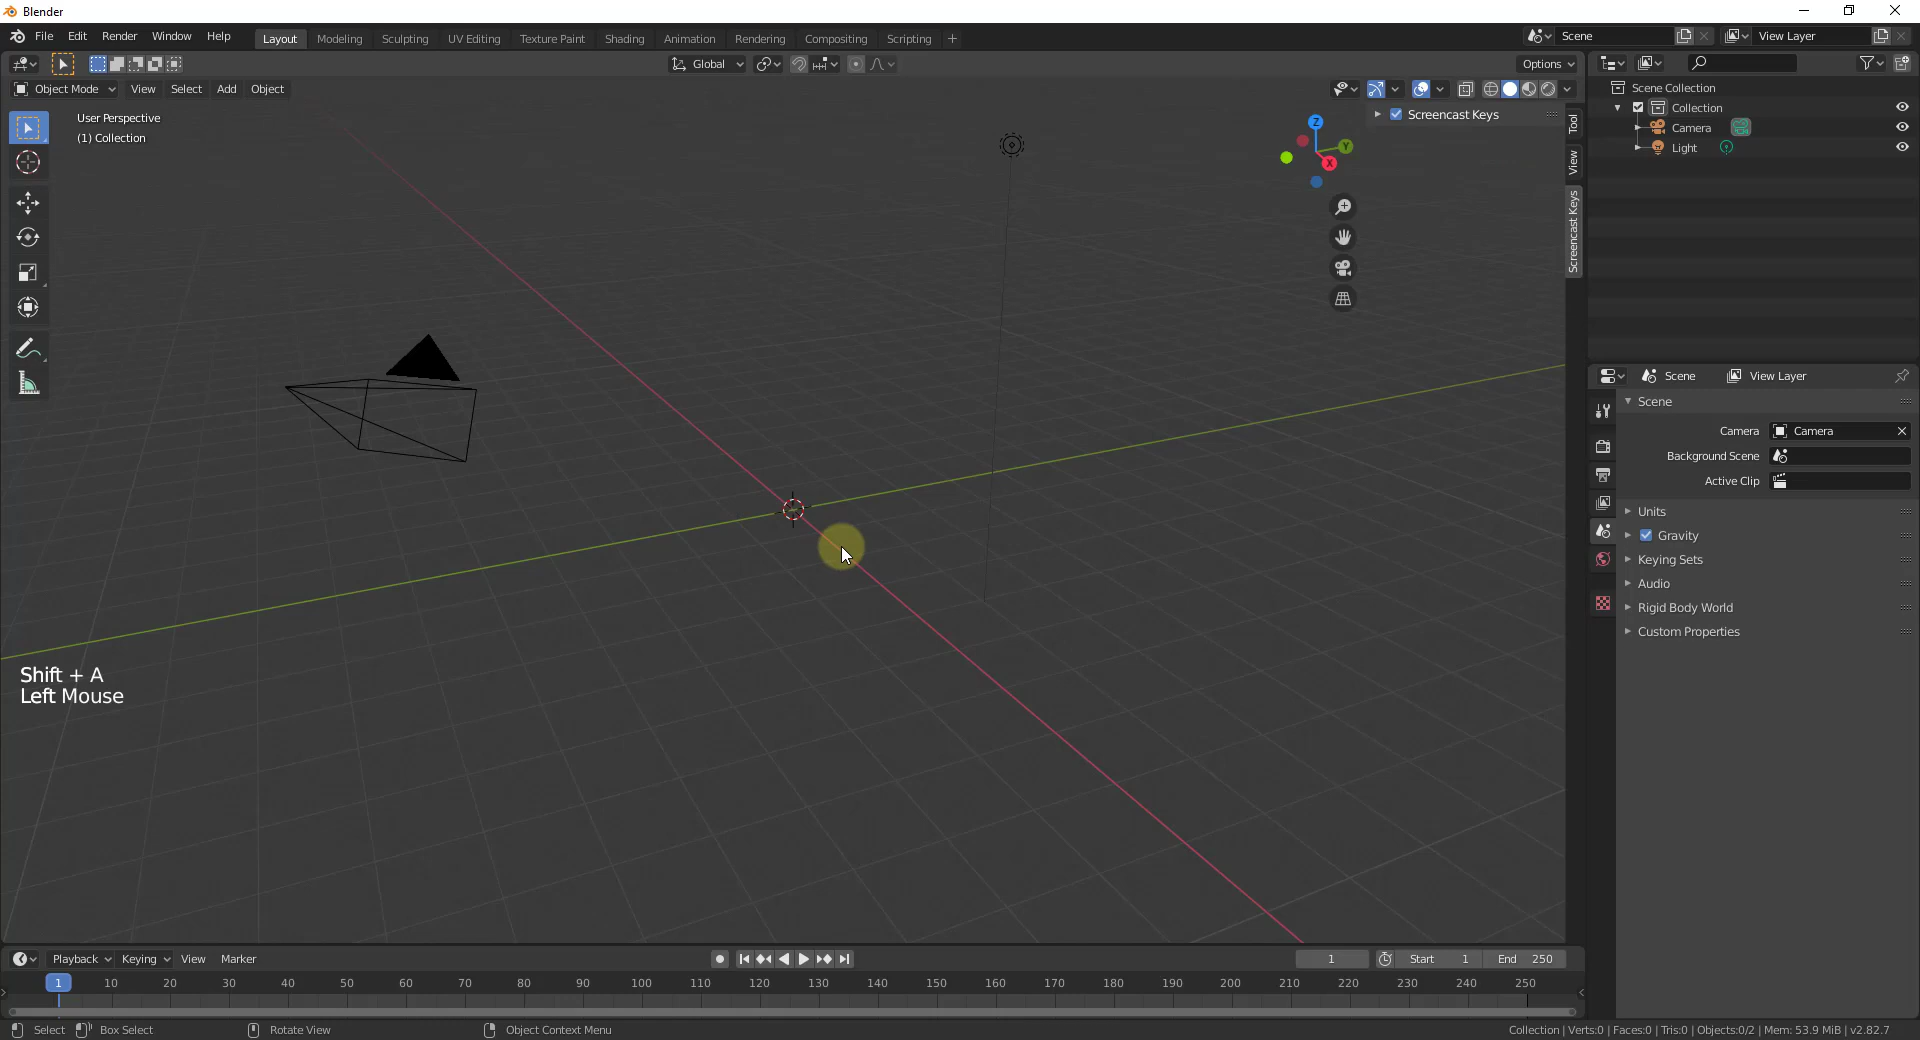 Blender
File Edit Render Window Help Layout Modeling Sculpting UV Editing Texture Paint Shading Animation Rendering Compositing Scripting + Scene View Layer
Global Options
Object Mode View Select Add Object
User Perspective
(1) Collection
Screencast Keys
Z
Y
X
Tool
View
Screencast Keys
Scene Collection
Collection
Camera
Light
Scene View Layer
Scene
Camera Camera
Background Scene
Active Clip
Units
Gravity
Keying Sets
Audio
Rigid Body World
Custom Properties
Shift + A
Left Mouse
Playback Keying View Marker 1 Start 1 End 250
1 10 20 30 40 50 60 70 80 90 100 110 120 130 140 150 160 170 180 190 200 210 220 230 240 250
Select Box Select Rotate View Object Context Menu Collection | Verts:0 | Faces:0 | Tris:0 | Objects:0/2 | Mem: 53.9 MiB | v2.82.7